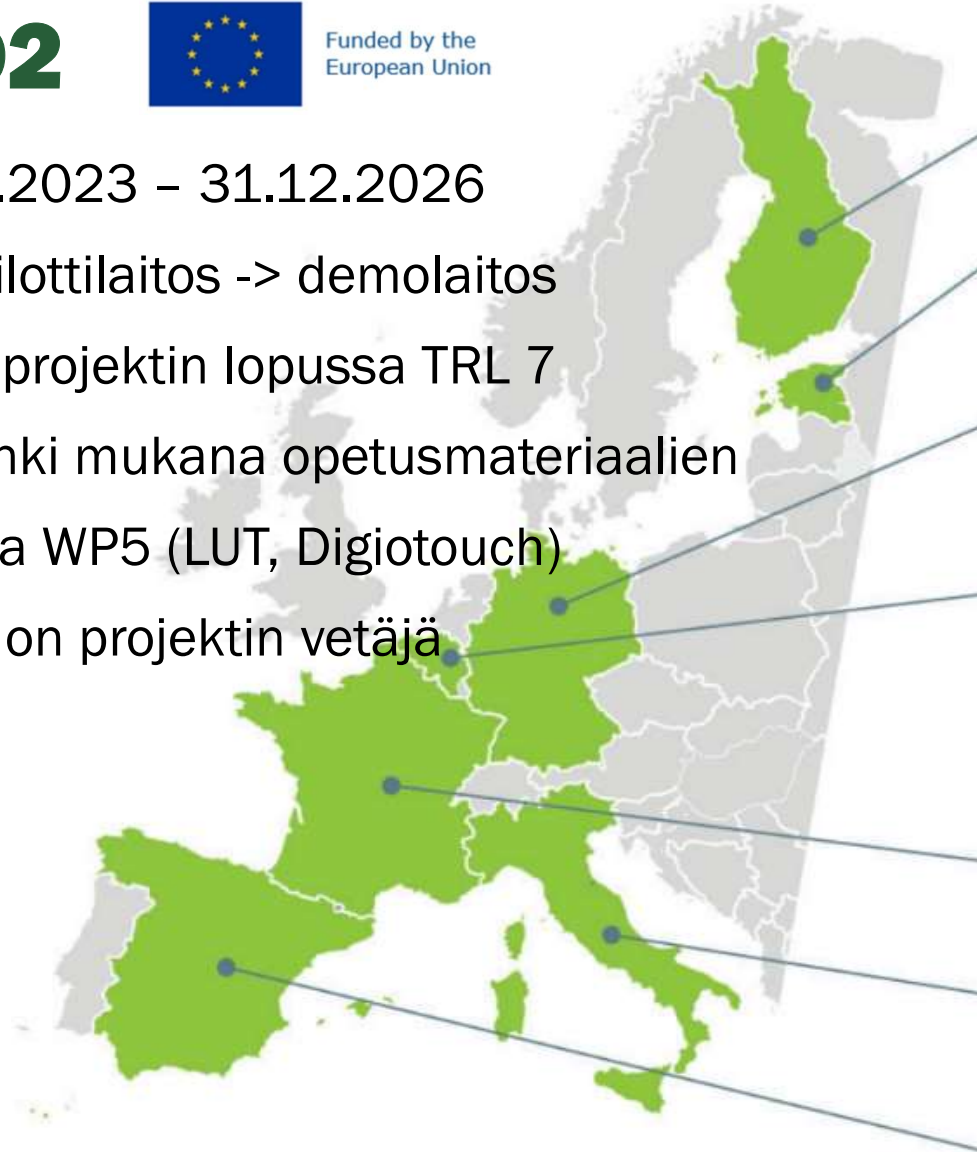 02
Funded by the
European Union
.2023 – 31.12.2026
ilottilaitos -> demolaitos
projektin lopussa TRL 7
nki mukana opetusmateriaalien
a WP5 (LUT, Digiotouch)
on projektin vetäjä